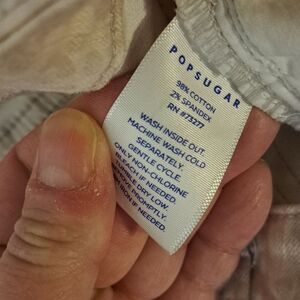 POPSUGAR
98% COTTON
2% SPANDEX
RN #73277
WASH INSIDE OUT.
MACHINE WASH COLD
SEPARATELY.
GENTLE CYCLE.
ONLY NON-CHLORINE
BLEACH IF NEEDED.
TUMBLE DRY LOW.
REMOVE PROMPTLY.
IRON IF NEEDED.